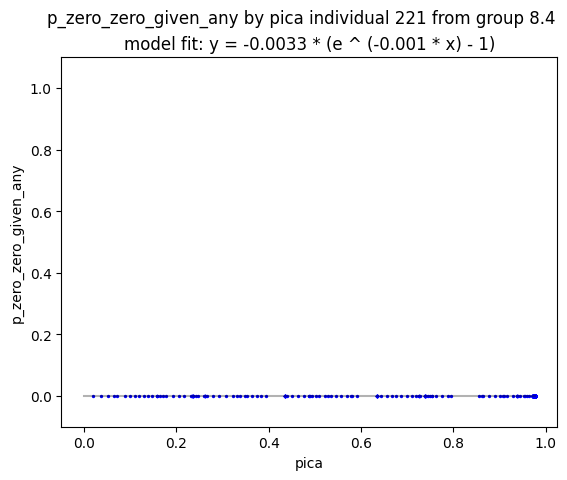 p_zero_zero_given_any by pica individual 221 from group 8.4
model fit: y = -0.0033 * (e ^ (-0.001 * x) - 1)
1.0
0.8
0.6
0.4
0.2
0.0
p_zero_zero_given_any
0.0 0.2 0.4 0.6 0.8 1.0
pica